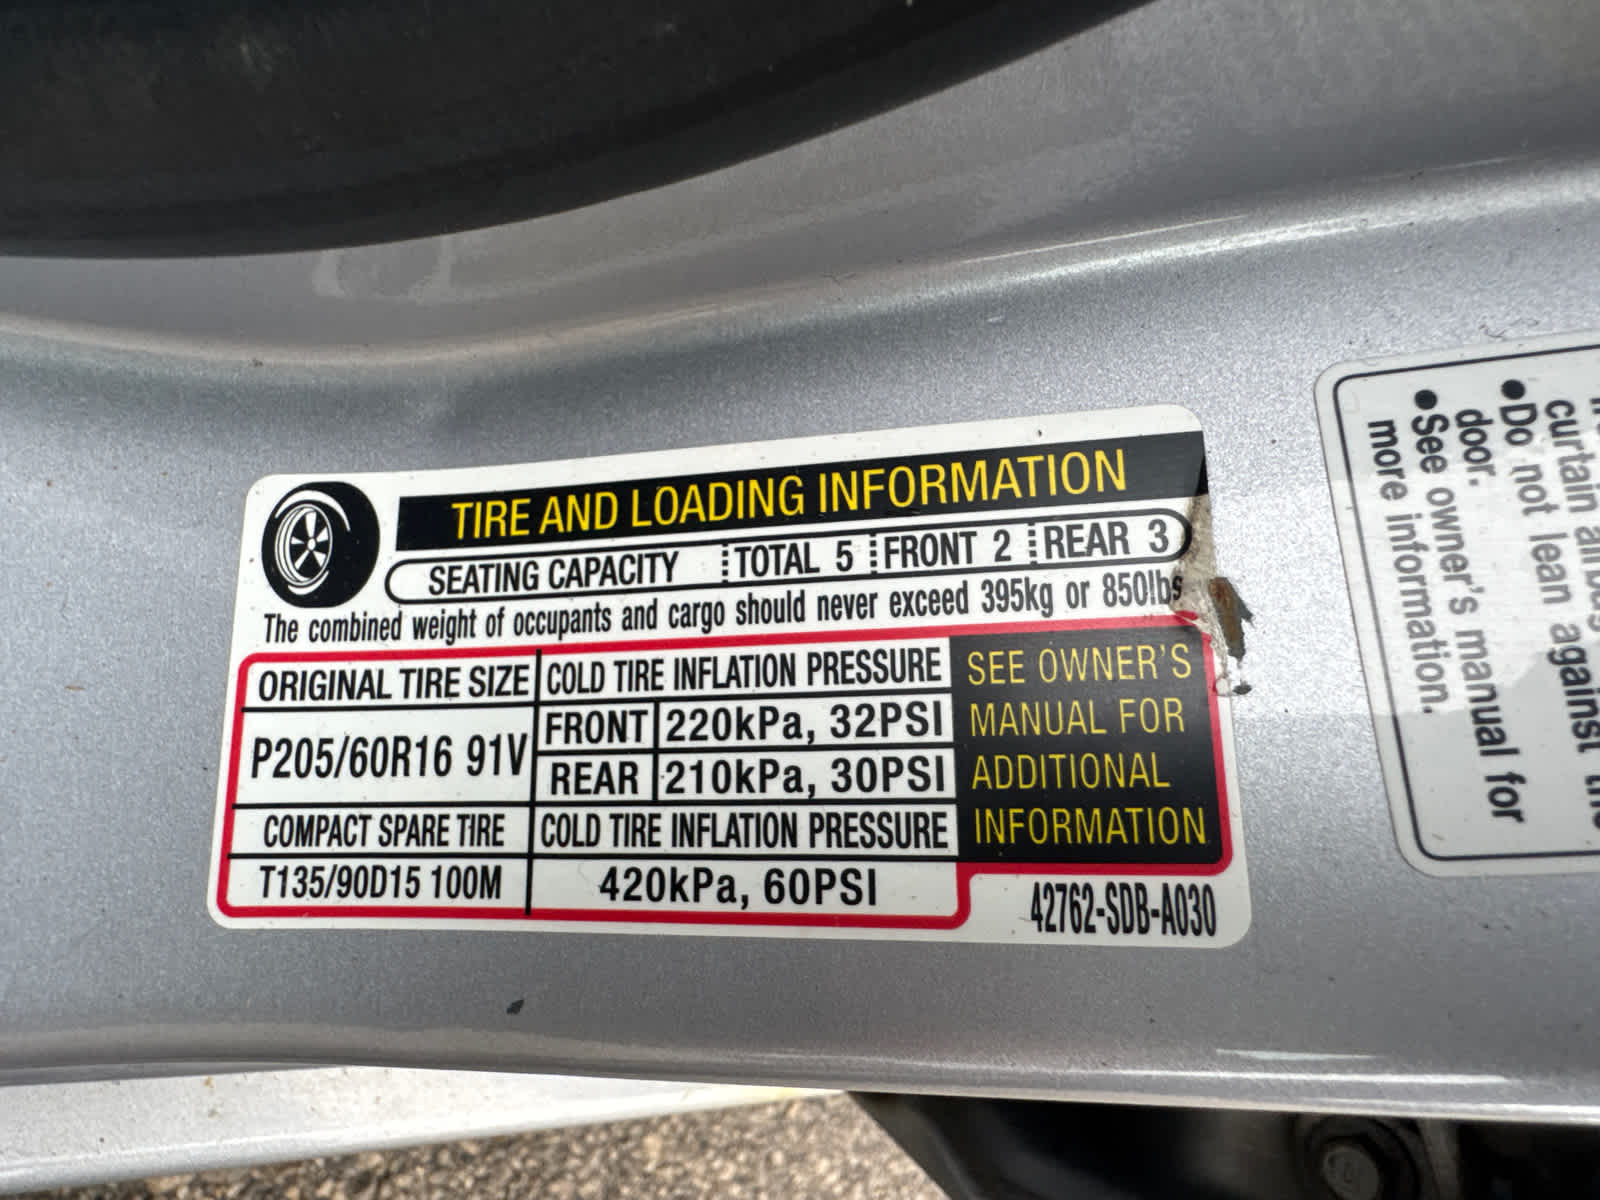 TIRE AND LOADING INFORMATION
SEATING CAPACITY TOTAL 5 FRONT 2 REAR 3
The combined weight of occupants and cargo should never exceed 395kg or 850lbs
ORIGINAL TIRE SIZE COLD TIRE INFLATION PRESSURE
P205/60R16 91V
FRONT 220kPa, 32PSI
REAR 210kPa, 30PSI
COMPACT SPARE TIRE COLD TIRE INFLATION PRESSURE
T135/90D15 100M 420kPa, 60PSI
SEE OWNER'S
MANUAL FOR
ADDITIONAL
INFORMATION
42762-SDB-A030
curtain
●Do not lean against
door.
●See owner's manual for
more information.